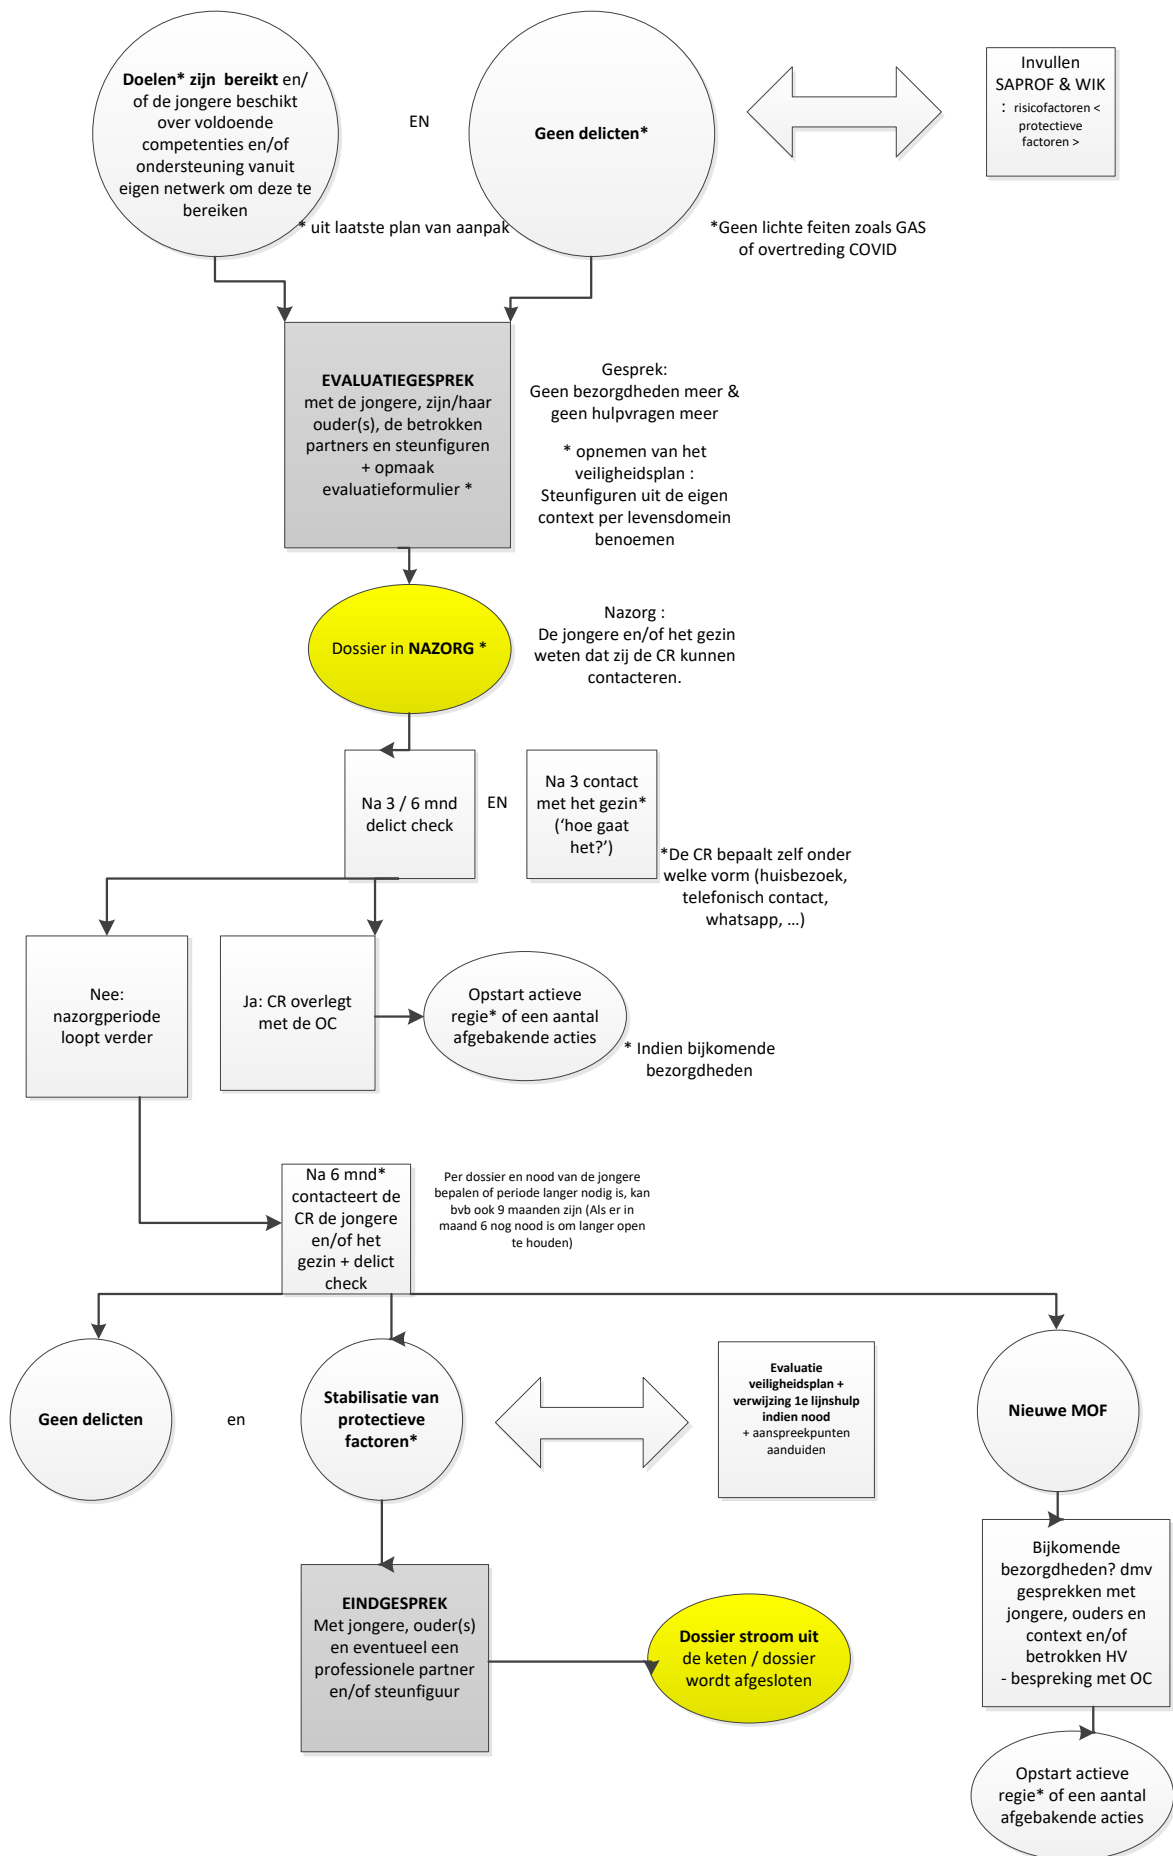 Doelen* zijn bereikt en/
of de jongere beschikt
over voldoende
competenties en/of
ondersteuning vanuit
eigen netwerk om deze te
bereiken
EN
Geen delicten*
Invullen
SAPROF & WIK
: risicofactoren <
protectieve
factoren >
* uit laatste plan van aanpak
*Geen lichte feiten zoals GAS
of overtreding COVID
EVALUATIEGESPREK
met de jongere, zijn/haar
ouder(s), de betrokken
partners en steunfiguren
+ opmaak
evaluatieformulier *
Gesprek:
Geen bezorgdheden meer &
geen hulpvragen meer
* opnemen van het
veiligheidsplan :
Steunfiguren uit de eigen
context per levensdomein
benoemen
Dossier in NAZORG *
Nazorg :
De jongere en/of het gezin
weten dat zij de CR kunnen
contacteren.
Na 3 / 6 mnd
delict check
EN
Na 3 contact
met het gezin*
(‘hoe gaat
het?’)
*De CR bepaalt zelf onder
welke vorm (huisbezoek,
telefonisch contact,
whatsapp, …)
Nee:
nazorgperiode
loopt verder
Ja: CR overlegt
met de OC
Opstart actieve
regie* of een aantal
afgebakende acties
* Indien bijkomende
bezorgdheden
Na 6 mnd*
contacteert de
CR de jongere
en/of het
gezin + delict
check
Per dossier en nood van de jongere
bepalen of periode langer nodig is, kan
bvb ook 9 maanden zijn (Als er in
maand 6 nog nood is om langer open
te houden)
Geen delicten
en
Stabilisatie van
protectieve
factoren*
Evaluatie
veiligheidsplan +
verwijzing 1e lijnshulp
indien nood
+ aanspreekpunten
aanduiden
Nieuwe MOF
EINDGESPREK
Met jongere, ouder(s)
en eventueel een
professionele partner
en/of steunfiguur
Dossier stroom uit
de keten / dossier
wordt afgesloten
Bijkomende
bezorgdheden? dmv
gesprekken met
jongere, ouders en
context en/of
betrokken HV
- bespreking met OC
Opstart actieve
regie* of een aantal
afgebakende acties